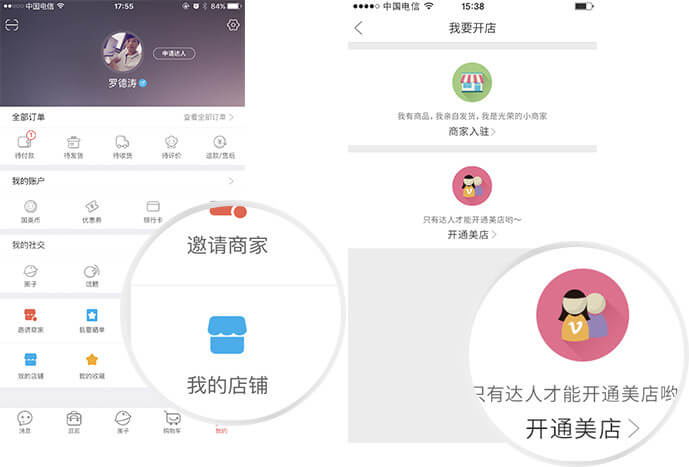 中国电信
17:55
84%
申请达人
罗德涛
全部订单
查看全部订单
1
待付款
待发货
待收货
待评价
退款/售后
我的账户
国美币
优惠券
银行卡
我的社交
圈子
话题
邀请商家
我要晒单
我的店铺
我的收藏
消息
逛逛
圈子
购物车
我的
邀请商家
我的店铺
中国电信
15:38
我要开店
我有商品,我亲自发货,我是光荣的小商家
商家入驻
只有达人才能开通美店哟～
开通美店
V
只有达人才能开通美店哟
开通美店